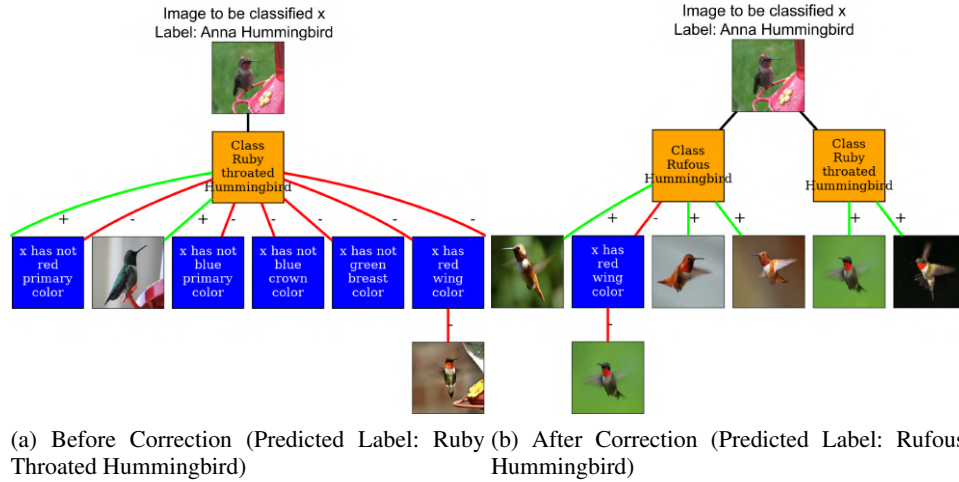 Image to be classified x
Label: Anna Hummingbird
Class
Ruby
throated
Hummingbird
+
-
+
-
-
-
-
-
x has not
red
primary
color
x has not
blue
primary
color
x has not
blue
crown
color
x has not
green
breast
color
x has
red
wing
color
-
(a) Before Correction (Predicted Label: Ruby
Throated Hummingbird)
Image to be classified x
Label: Anna Hummingbird
Class
Rufous
Hummingbird
Class
Ruby
throated
Hummingbird
+
-
+
+
+
+
x has
red
wing
color
-
(b) After Correction (Predicted Label: Rufous
Hummingbird)